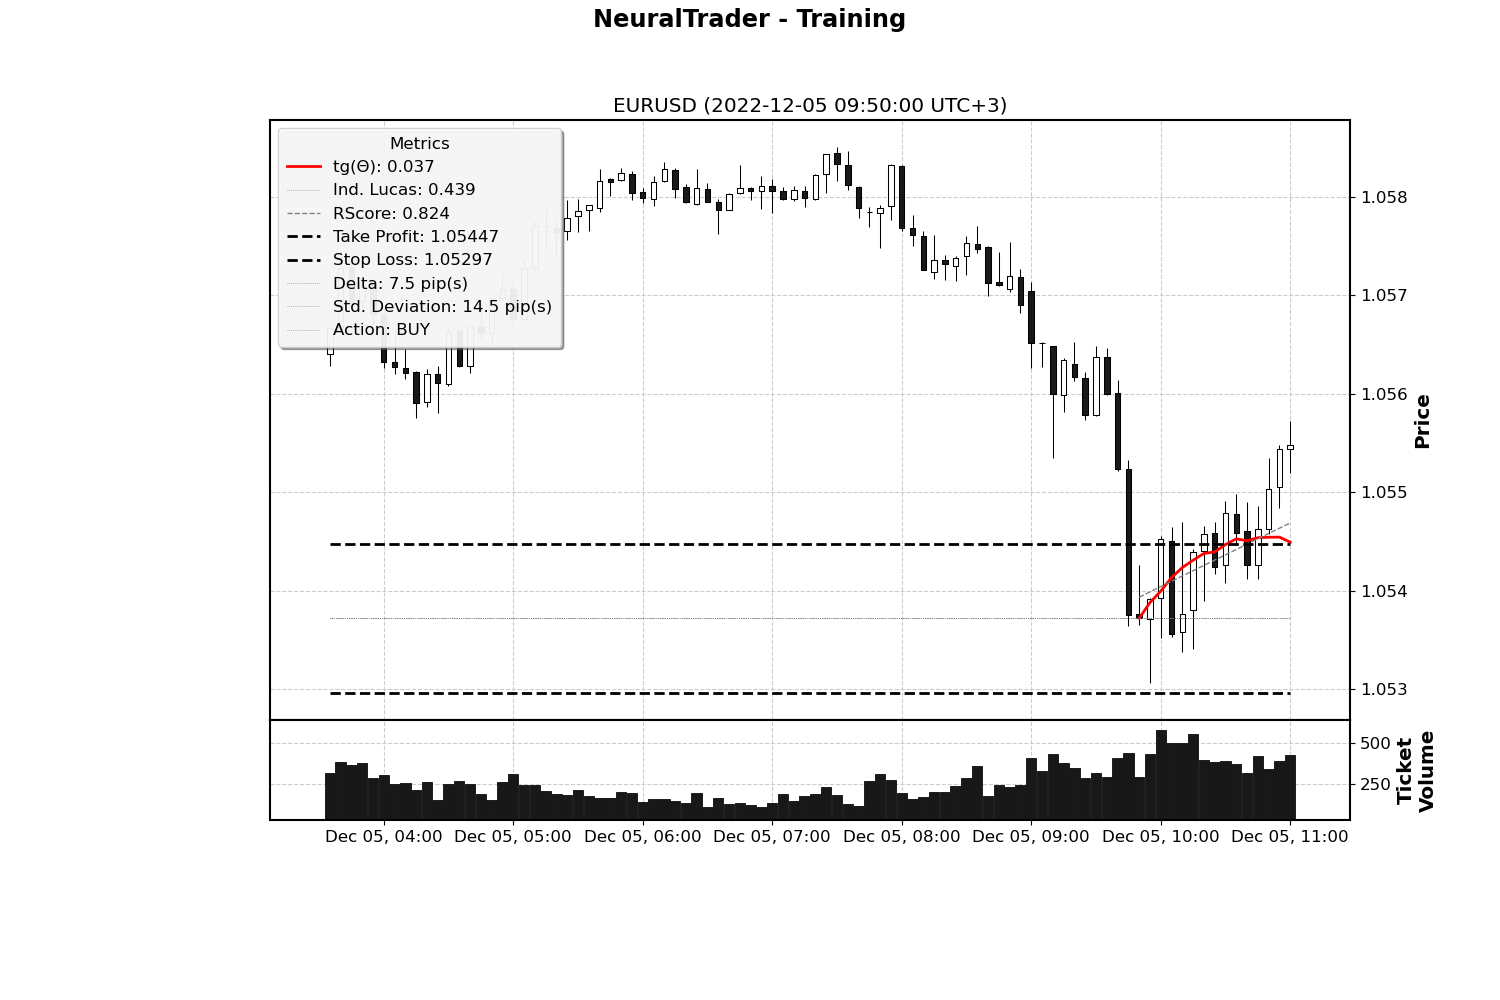 NeuralTrader - Training
EURUSD (2022-12-05 09:50:00 UTC+3)
Metrics
tg(Θ): 0.037
Ind. Lucas: 0.439
RScore: 0.824
Take Profit: 1.05447
Stop Loss: 1.05297
Delta: 7.5 pip(s)
Std. Deviation: 14.5 pip(s)
Action: BUY
1.058
1.057
1.056
1.055
1.054
1.053
Price
500
250
Ticket
Volume
Dec 05, 04:00 Dec 05, 05:00 Dec 05, 06:00 Dec 05, 07:00 Dec 05, 08:00 Dec 05, 09:00 Dec 05, 10:00 Dec 05, 11:00